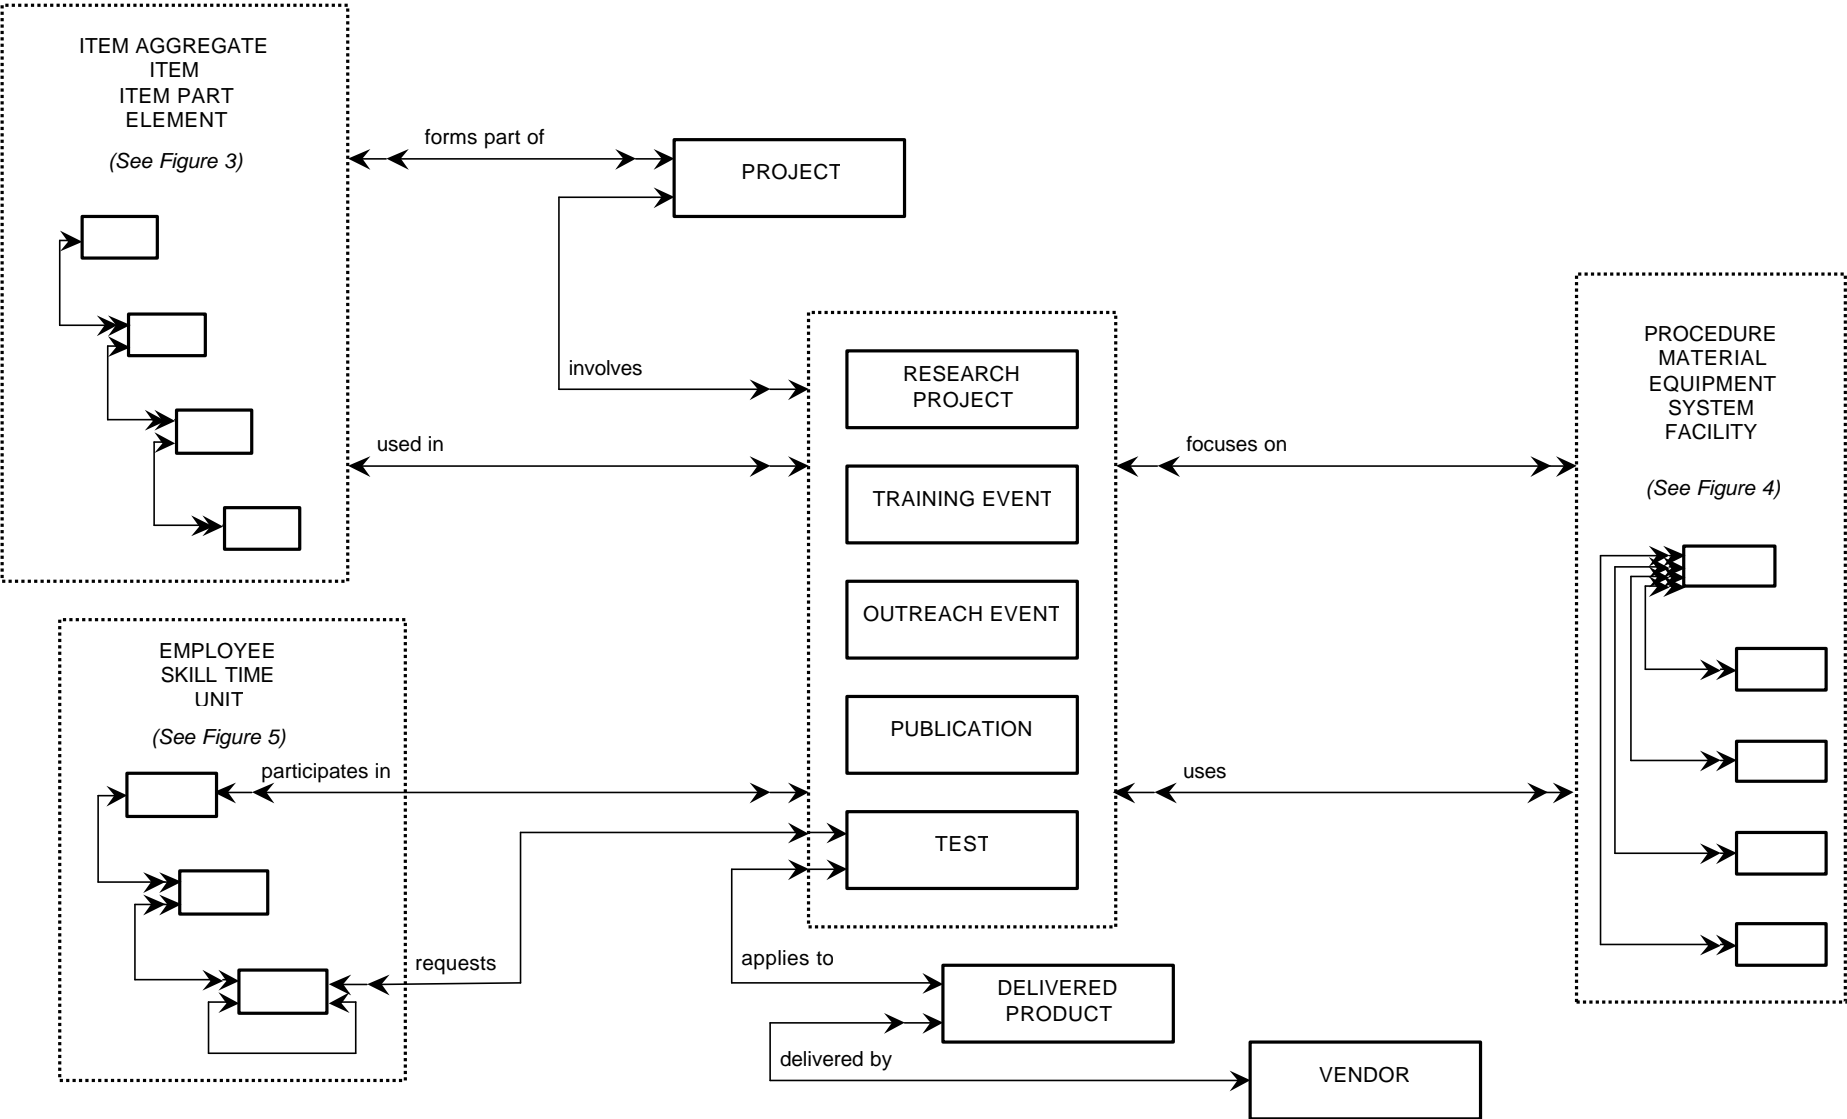 ITEM AGGREGATE
ITEM
ITEM PART
ELEMENT
(See Figure 3)
forms part of
PROJECT
involves
used in
RESEARCH
PROJECT
TRAINING EVENT
OUTREACH EVENT
PUBLICATION
TEST
focuses on
uses
PROCEDURE
MATERIAL
EQUIPMENT
SYSTEM
FACILITY
(See Figure 4)
EMPLOYEE
SKILL TIME
UNIT
(See Figure 5)
participates in
requests
applies to
DELIVERED
PRODUCT
delivered by
VENDOR